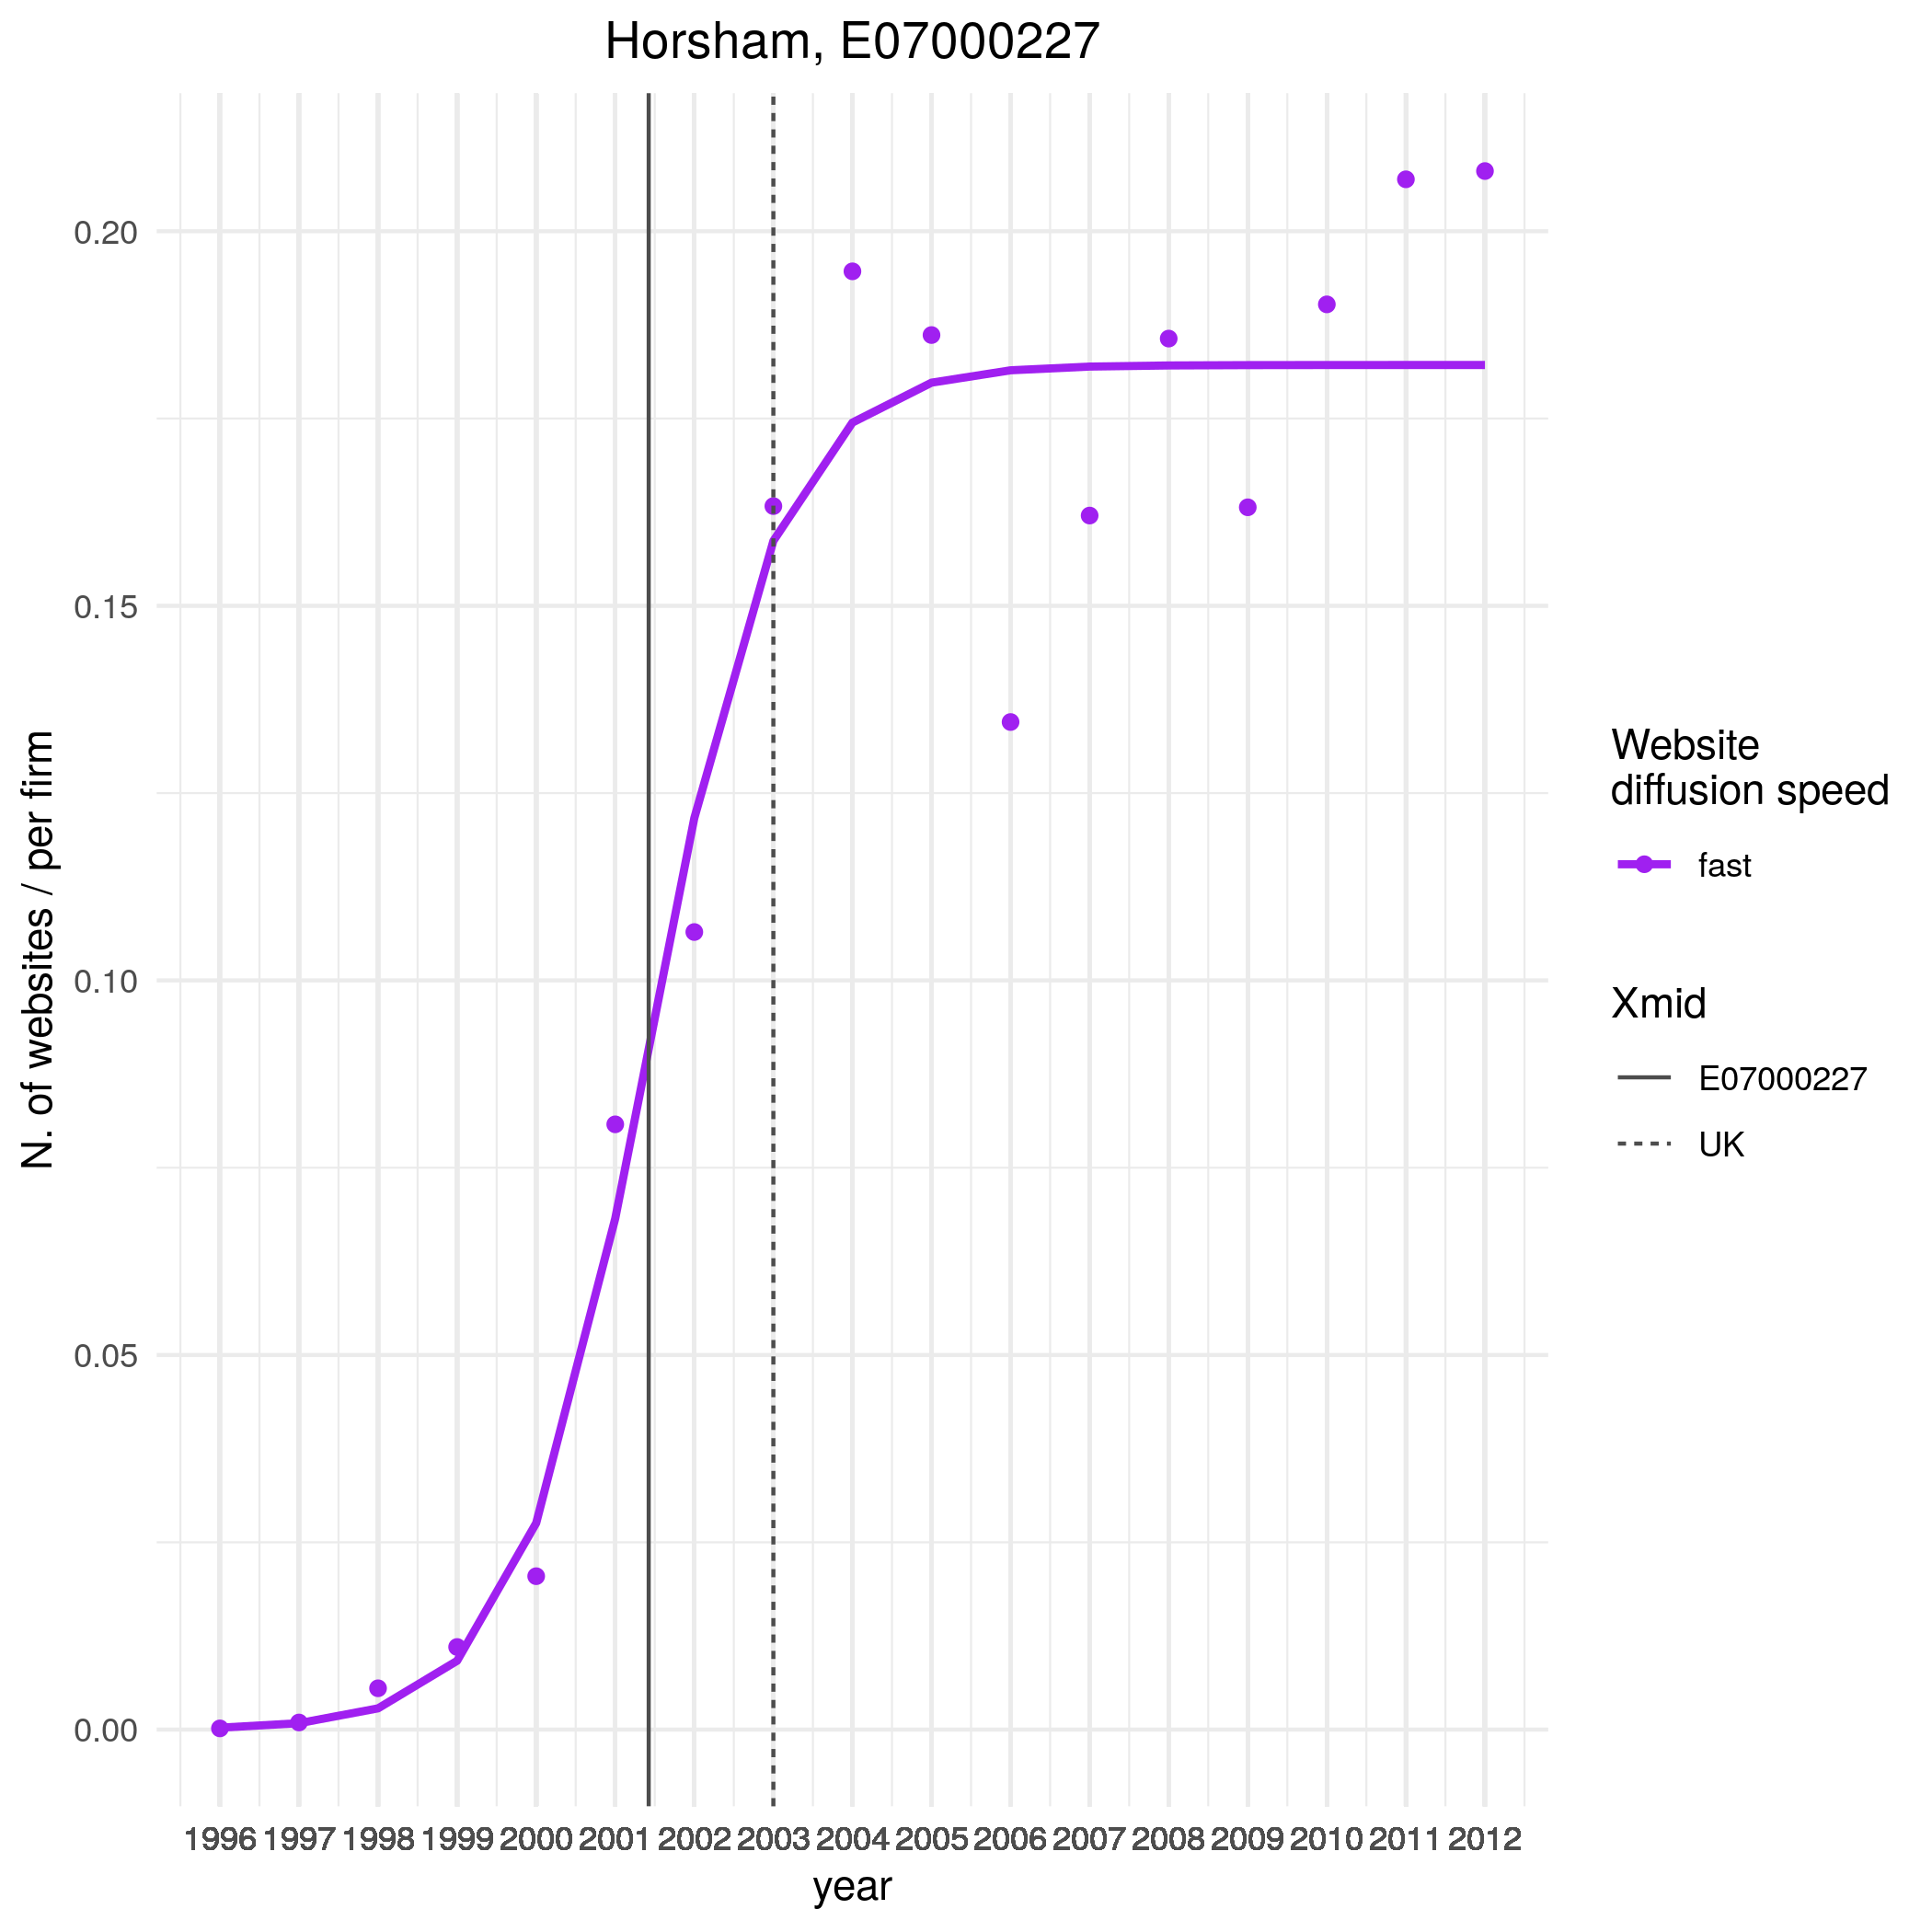 Horsham, E07000227
N. of websites / per firm
0.20
0.15
0.10
0.05
0.00
1996 1997 1998 1999 2000 2001 2002 2003 2004 2005 2006 2007 2008 2009 2010 2011 2012
year
Website
diffusion speed
fast
Xmid
E07000227
UK